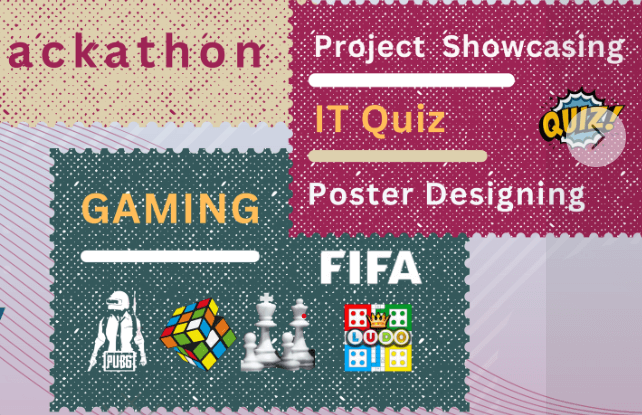 ackathon
Project Showcasing
IT Quiz
QUIZ!
Poster Designing
GAMING
FIFA
PUBG
LUDO